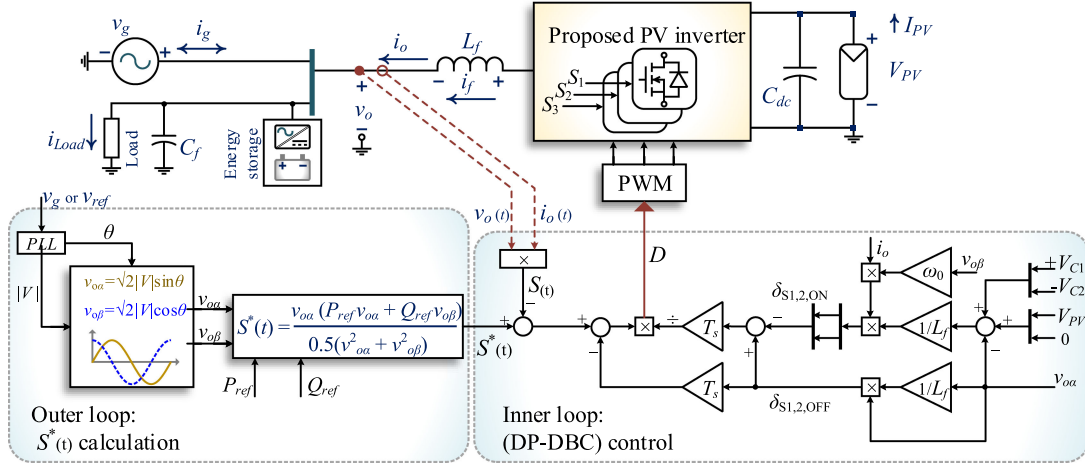 v_g
i_g
i_o
L_f
i_f
v_o
i_Load
Load
C_f
Energy storage
Proposed PV inverter
S_1
S_2
S_3
C_dc
I_PV
V_PV
PWM
v_g or v_ref
PLL
θ
|V|
v_oα=√2|V|sinθ
v_oβ=√2|V|cosθ
v_oα
v_oβ
S*(t) = v_oα (P_ref v_oα + Q_ref v_oβ) / 0.5(v²_oα + v²_oβ)
P_ref
Q_ref
Outer loop:
S*(t) calculation
v_o (t)
i_o (t)
×
S(t)
S*(t)
D
×
÷
T_s
T_s
δ_S1,2,ON
δ_S1,2,OFF
i_o
×
ω_0
v_oβ
×
1/L_f
×
1/L_f
±V_C1
-V_C2
V_PV
0
v_oα
Inner loop:
(DP-DBC) control